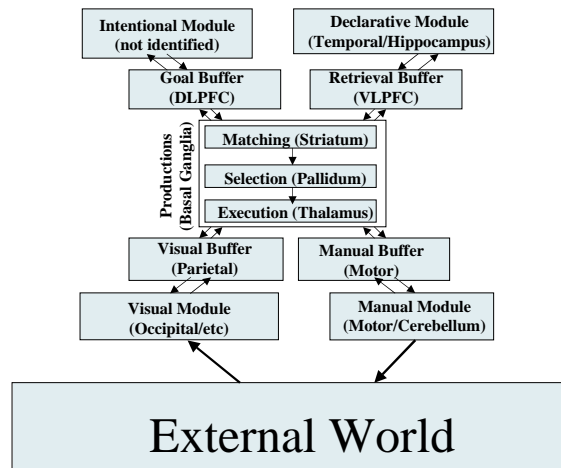 Intentional Module
(not identified)
Declarative Module
(Temporal/Hippocampus)
Goal Buffer
(DLPFC)
Retrieval Buffer
(VLPFC)
Productions
(Basal Ganglia)
Matching (Striatum)
Selection (Pallidum)
Execution (Thalamus)
Visual Buffer
(Parietal)
Manual Buffer
(Motor)
Visual Module
(Occipital/etc)
Manual Module
(Motor/Cerebellum)
External World